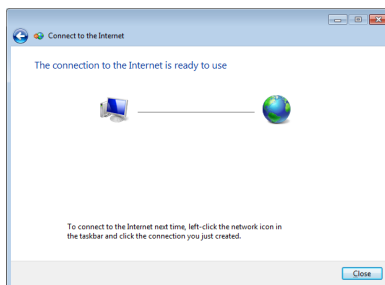 Connect to the Internet
The connection to the Internet is ready to use
To connect to the Internet next time, left-click the network icon in
the taskbar and click the connection you just created.
Close